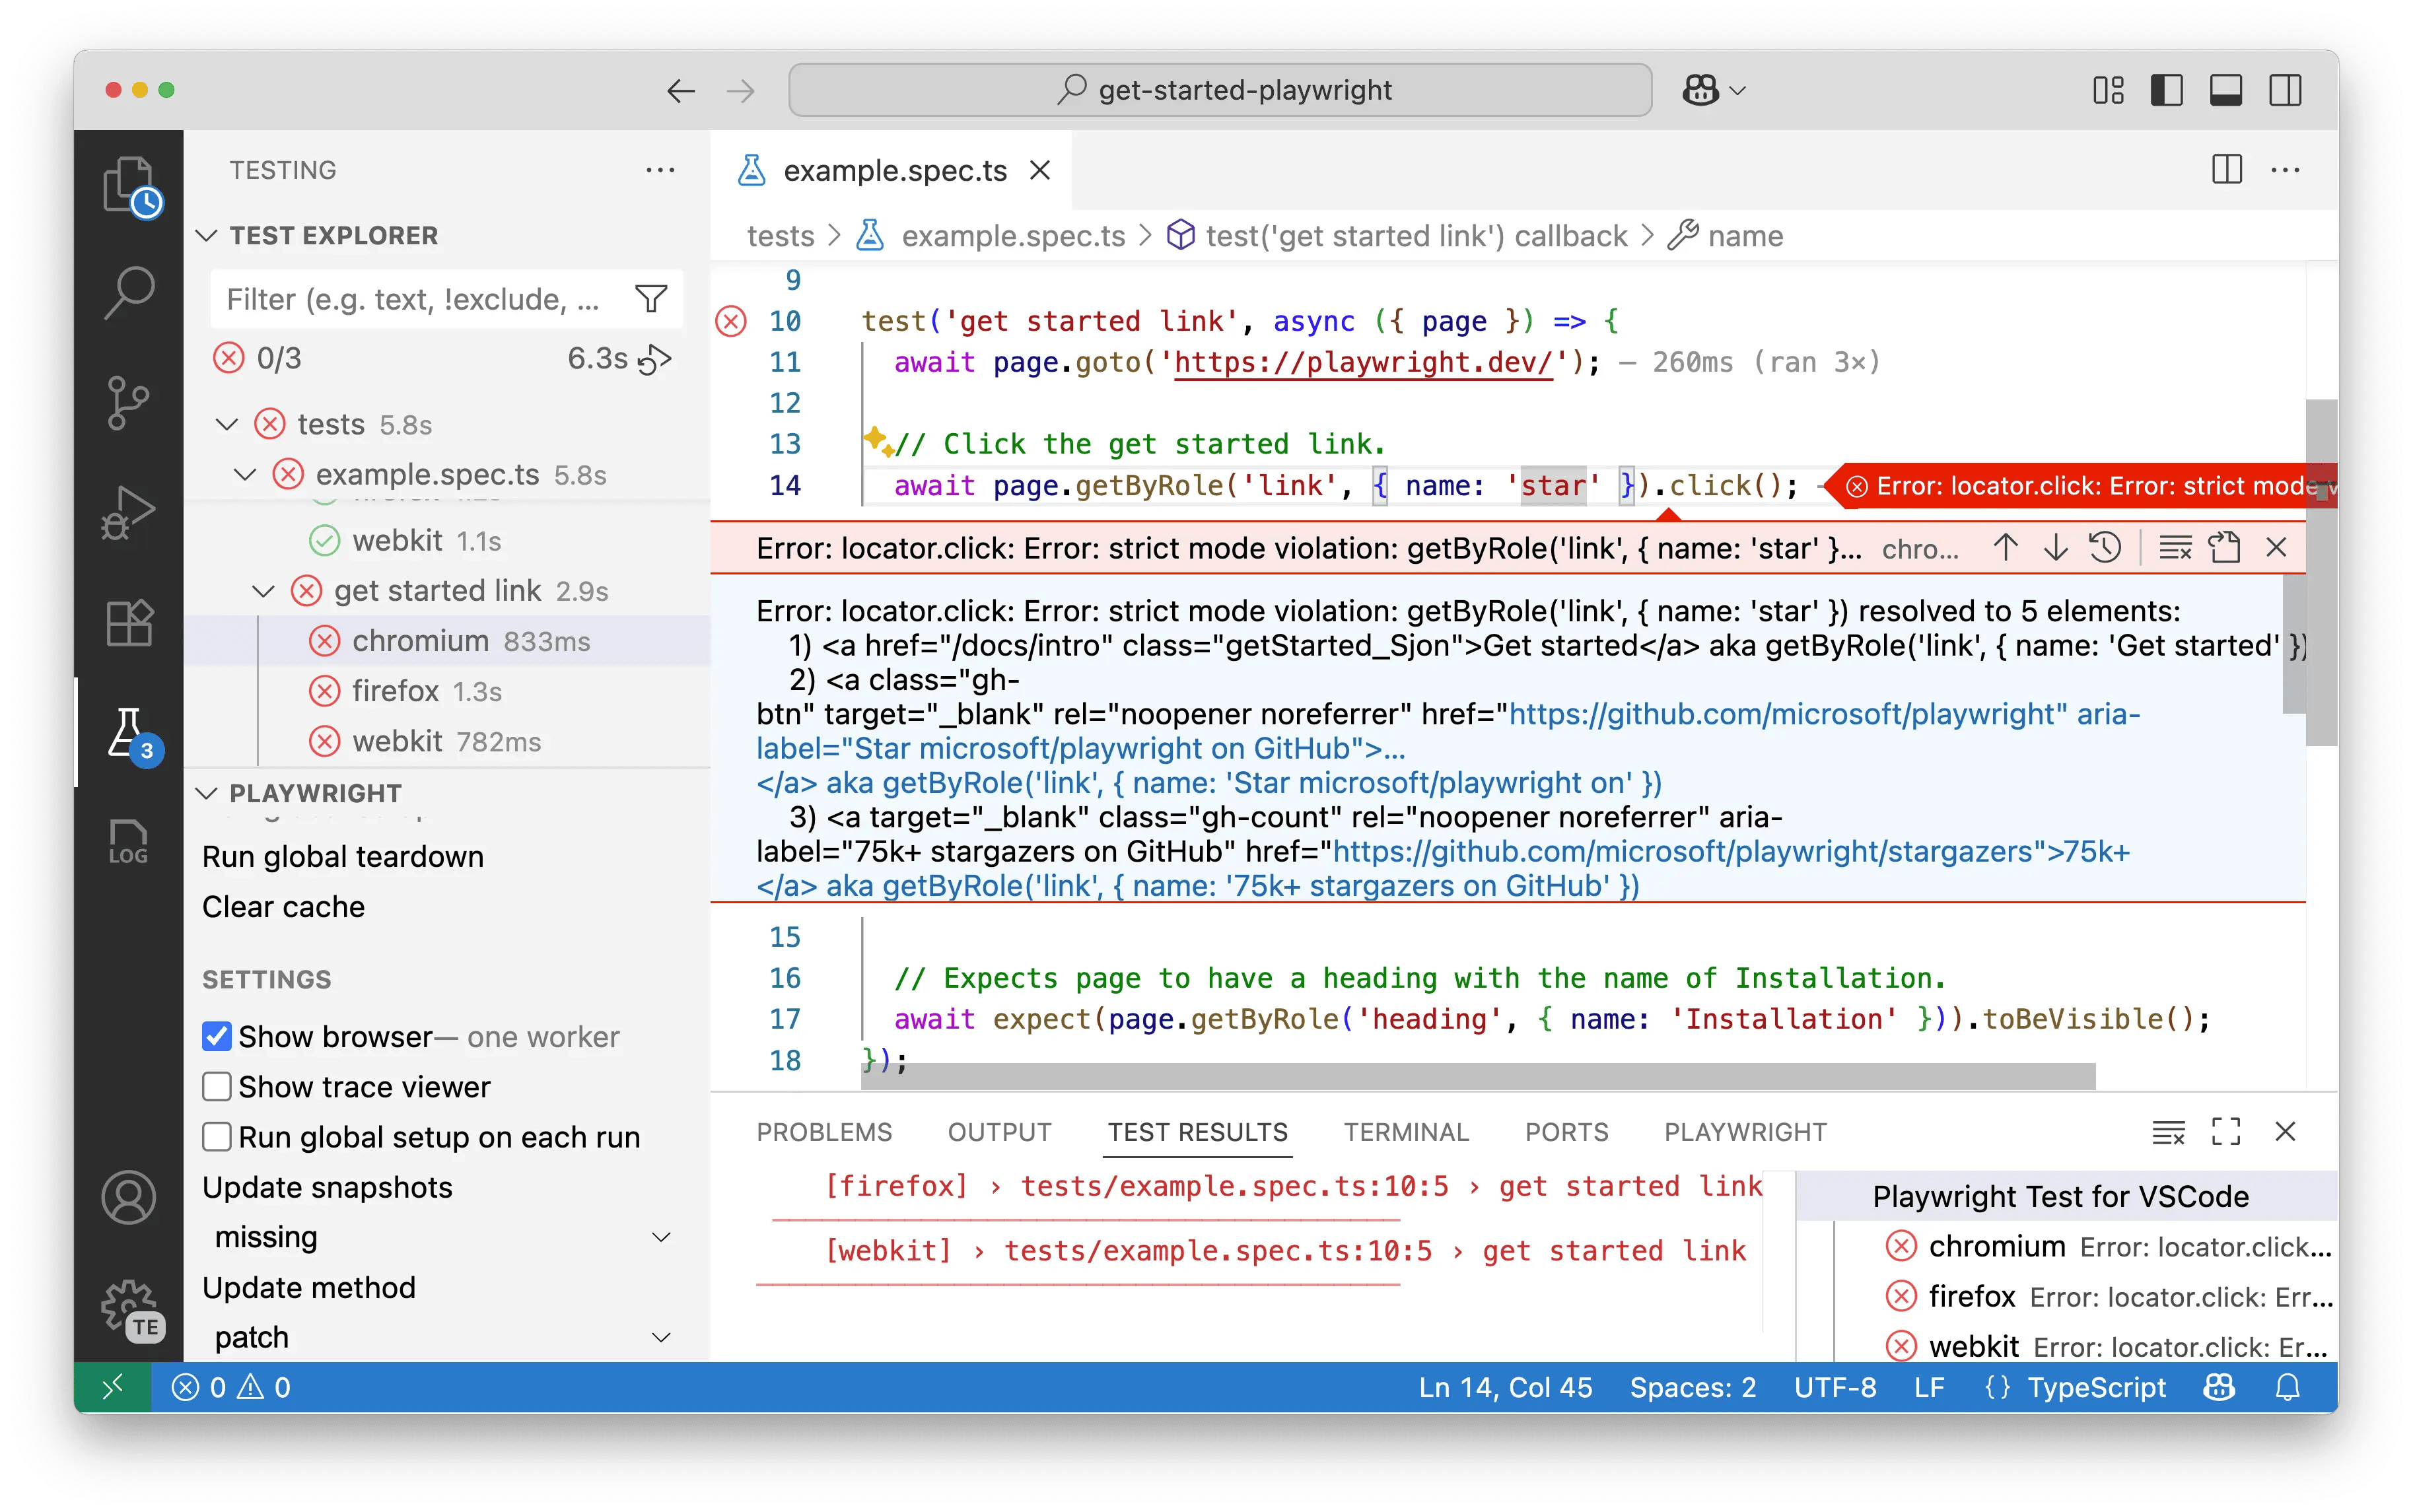 get-started-playwright
TESTING
TEST EXPLORER
Filter (e.g. text, !exclude, ...
0/3 6.3s
tests 5.8s
example.spec.ts 5.8s
webkit 1.1s
get started link 2.9s
chromium 833ms
firefox 1.3s
webkit 782ms
3
LOG
PLAYWRIGHT
Run global teardown
Clear cache
SETTINGS
Show browser— one worker
Show trace viewer
Run global setup on each run
Update snapshots
missing
Update method
patch
TE
example.spec.ts
tests > example.spec.ts > test('get started link') callback > name
9
10 test('get started link', async ({ page }) => {
11 await page.goto('https://playwright.dev/'); — 260ms (ran 3×)
12
13 // Click the get started link.
14 await page.getByRole('link', { name: 'star' }).click(); Error: locator.click: Error: strict mode
Error: locator.click: Error: strict mode violation: getByRole('link', { name: 'star' }... chro...
Error: locator.click: Error: strict mode violation: getByRole('link', { name: 'star' }) resolved to 5 elements:
1) <a href="/docs/intro" class="getStarted_Sjon">Get started</a> aka getByRole('link', { name: 'Get started' })
2) <a class="gh-
btn" target="_blank" rel="noopener noreferrer" href="https://github.com/microsoft/playwright" aria-
label="Star microsoft/playwright on GitHub">...
</a> aka getByRole('link', { name: 'Star microsoft/playwright on' })
3) <a target="_blank" class="gh-count" rel="noopener noreferrer" aria-
label="75k+ stargazers on GitHub" href="https://github.com/microsoft/playwright/stargazers">75k+
</a> aka getByRole('link', { name: '75k+ stargazers on GitHub' })
15
16 // Expects page to have a heading with the name of Installation.
17 await expect(page.getByRole('heading', { name: 'Installation' })).toBeVisible();
18 });
PROBLEMS OUTPUT TEST RESULTS TERMINAL PORTS PLAYWRIGHT
[firefox] › tests/example.spec.ts:10:5 › get started link
[webkit] › tests/example.spec.ts:10:5 › get started link
Playwright Test for VSCode
chromium Error: locator.click...
firefox Error: locator.click: Err...
webkit Error: locator.click: Er...
0 0
Ln 14, Col 45 Spaces: 2 UTF-8 LF {} TypeScript